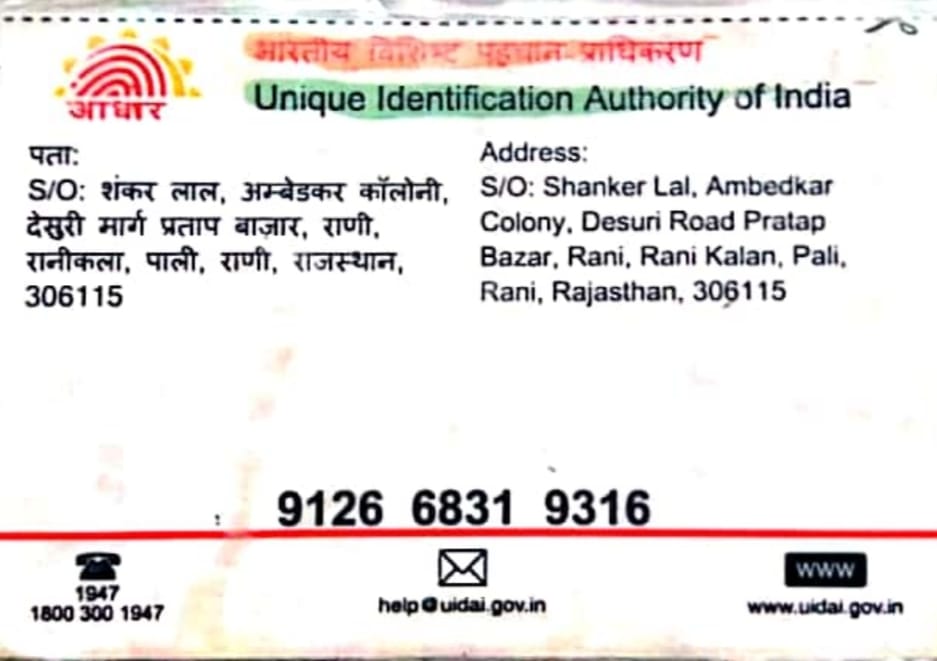 भारतीय विशिष्ट पहचान प्राधिकरण
आधार
Unique Identification Authority of India
पता:
S/O: शंकर लाल, अम्बेडकर कॉलोनी,
देसुरी मार्ग प्रताप बाज़ार, राणी,
रानीकला, पाली, राणी, राजस्थान,
306115
Address:
S/O: Shanker Lal, Ambedkar
Colony, Desuri Road Pratap
Bazar, Rani, Rani Kalan, Pali,
Rani, Rajasthan, 306115
9126 6831 9316
1947
1800 300 1947
help@uidai.gov.in
WWW
www.uidai.gov.in